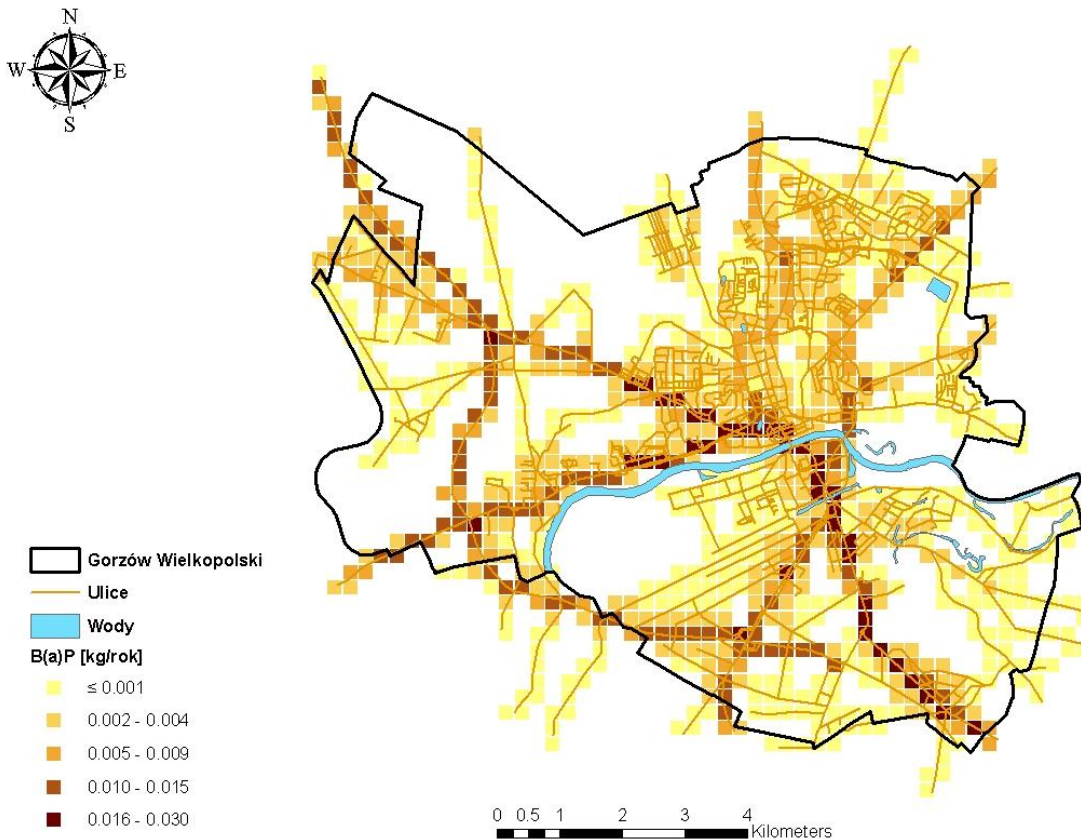 N
W E
S
Gorzów Wielkopolski
Ulice
Wody
B(a)P [kg/rok]
≤ 0.001
0.002 - 0.004
0.005 - 0.009
0.010 - 0.015
0.016 - 0.030
0 0.5 1 2 3 4
Kilometers